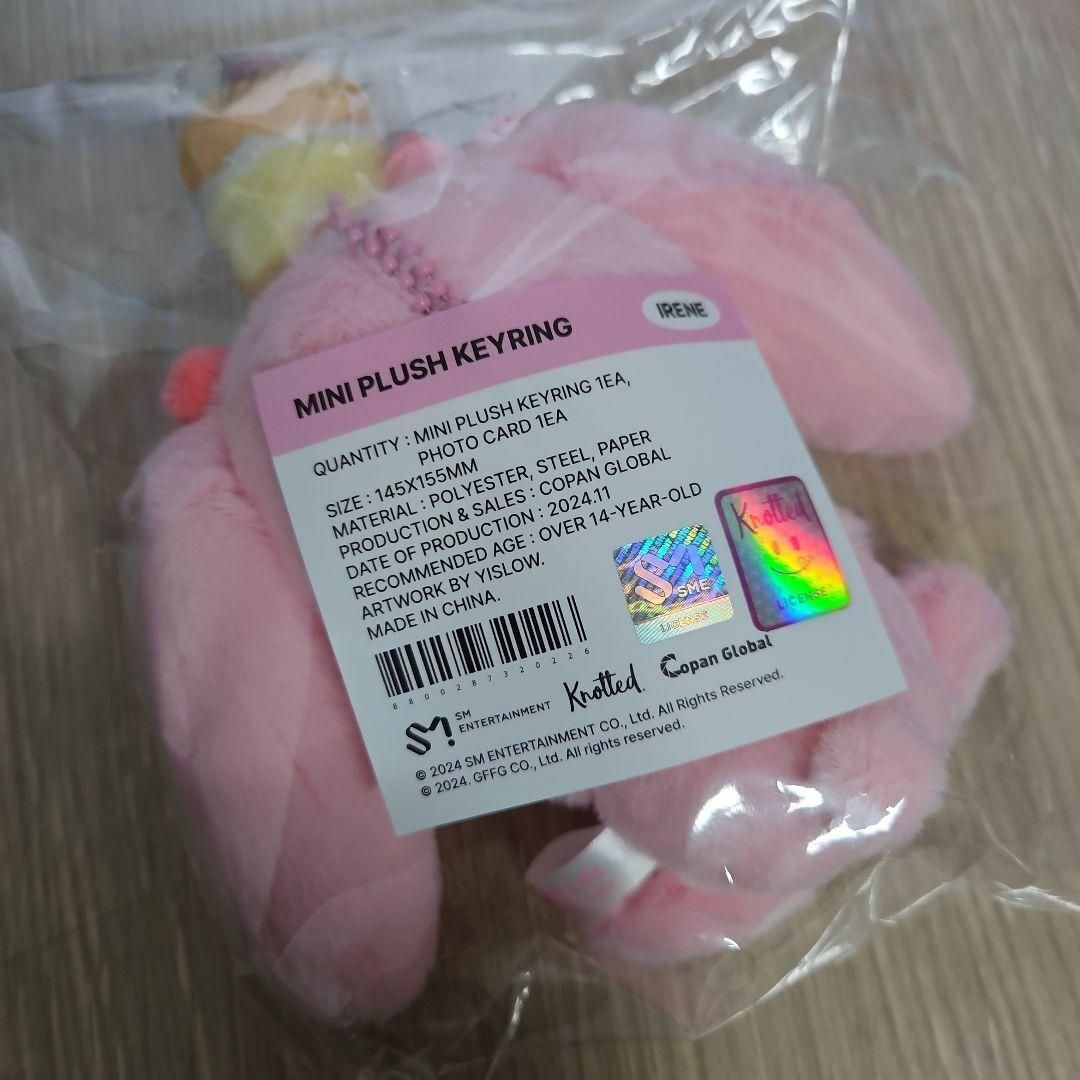 IRENE
MINI PLUSH KEYRING
QUANTITY : MINI PLUSH KEYRING 1EA,
PHOTO CARD 1EA
SIZE : 145X155MM
MATERIAL : POLYESTER, STEEL, PAPER
PRODUCTION & SALES : COPAN GLOBAL
DATE OF PRODUCTION : 2024.11
RECOMMENDED AGE : OVER 14-YEAR-OLD
ARTWORK BY YISLOW.
MADE IN CHINA.
Knotted
LICENSE
SM
SME
LICENSE
8800287320226
SM
SM
ENTERTAINMENT
Knotted.
Copan Global
© 2024 SM ENTERTAINMENT CO., Ltd. All Rights Reserved.
© 2024. GFFG CO., Ltd. All rights reserved.